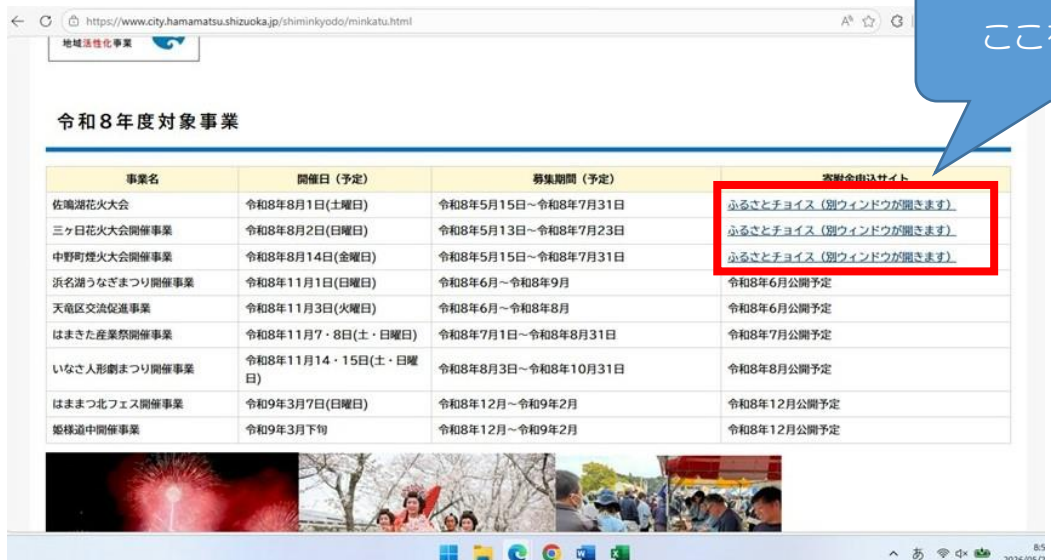 https://www.city.hamamatsu.shizuoka.jp/shiminkyodo/minkatu.html
地域活性化事業
令和8年度対象事業
事業名 開催日（予定） 募集期間（予定） 寄附金申込サイト
佐鳴湖花火大会 令和8年8月1日(土曜日) 令和8年5月15日～令和8年7月31日 ふるさとチョイス（別ウィンドウが開きます）
三ヶ日花火大会開催事業 令和8年8月2日(日曜日) 令和8年5月13日～令和8年7月23日 ふるさとチョイス（別ウィンドウが開きます）
中野町煙火大会開催事業 令和8年8月14日(金曜日) 令和8年5月15日～令和8年7月31日 ふるさとチョイス（別ウィンドウが開きます）
浜名湖うなぎまつり開催事業 令和8年11月1日(日曜日) 令和8年6月～令和8年9月 令和8年6月公開予定
天竜区交流促進事業 令和8年11月3日(火曜日) 令和8年6月～令和8年8月 令和8年6月公開予定
はまきた産業祭開催事業 令和8年11月7・8日(土・日曜日) 令和8年7月1日～令和8年8月31日 令和8年7月公開予定
いなさ人形劇まつり開催事業 令和8年11月14・15日(土・日曜日) 令和8年8月3日～令和8年10月31日 令和8年8月公開予定
はままつ北フェス開催事業 令和9年3月7日(日曜日) 令和8年12月～令和9年2月 令和8年12月公開予定
姫様道中開催事業 令和9年3月下旬 令和8年12月～令和9年2月 令和8年12月公開予定
あ